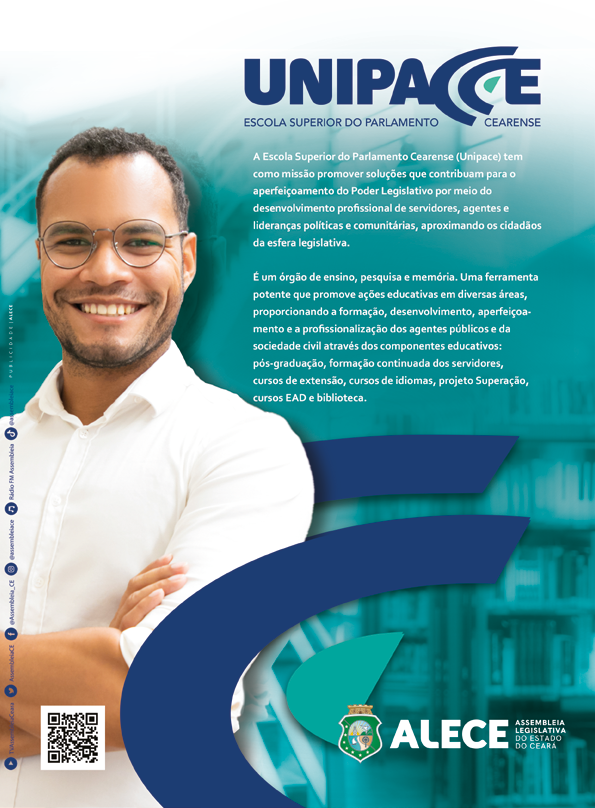 UNIPACCE
ESCOLA SUPERIOR DO PARLAMENTO CEARENSE
A Escola Superior do Parlamento Cearense (Unipace) tem
como missão promover soluções que contribuam para o
aperfeiçoamento do Poder Legislativo por meio do
desenvolvimento profissional de servidores, agentes e
lideranças políticas e comunitárias, aproximando os cidadãos
da esfera legislativa.
É um órgão de ensino, pesquisa e memória. Uma ferramenta
potente que promove ações educativas em diversas áreas,
proporcionando a formação, desenvolvimento, aperfeiçoa-
mento e a profissionalização dos agentes públicos e da
sociedade civil através dos componentes educativos:
pós-graduação, formação continuada dos servidores,
cursos de extensão, cursos de idiomas, projeto Superação,
cursos EAD e biblioteca.
PUBLICIDADE|ALECE
Rádio FM Assembleia
@assembleiace
@Assembleia_CE
AssembleiaCE
ALECE
ASSEMBLEIA
LEGISLATIVA
DO ESTADO
DO CEARÁ